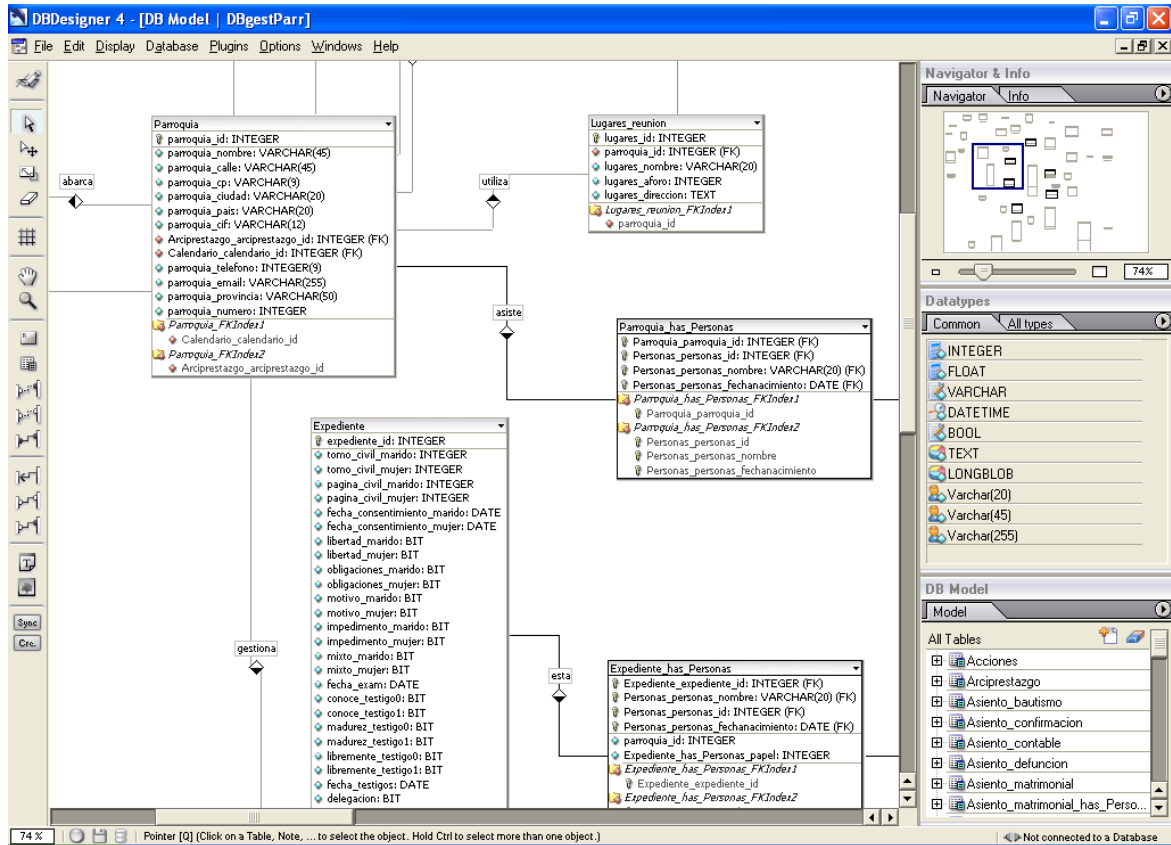 DBDesigner 4 - [DB Model | DBgestParr]
File Edit Display Database Plugins Options Windows Help
abarca
Parroquia
parroquia_id: INTEGER
parroquia_nombre: VARCHAR(45)
parroquia_calle: VARCHAR(45)
parroquia_cp: VARCHAR(9)
parroquia_ciudad: VARCHAR(20)
parroquia_pais: VARCHAR(20)
parroquia_cif: VARCHAR(12)
Arciprestazgo_arciprestazgo_id: INTEGER (FK)
Calendario_calendario_id: INTEGER (FK)
parroquia_telefono: INTEGER(9)
parroquia_email: VARCHAR(255)
parroquia_provincia: VARCHAR(50)
parroquia_numero: INTEGER
Parroquia_FKIndex1
Calendario_calendario_id
Parroquia_FKIndex2
Arciprestazgo_arciprestazgo_id
utiliza
Lugares_reunion
lugares_id: INTEGER
parroquia_id: INTEGER (FK)
lugares_nombre: VARCHAR(20)
lugares_aforo: INTEGER
lugares_direccion: TEXT
Lugares_reunion_FKIndex1
parroquia_id
asiste
Parroquia_has_Personas
Parroquia_parroquia_id: INTEGER (FK)
Personas_personas_id: INTEGER (FK)
Personas_personas_nombre: VARCHAR(20) (FK)
Personas_personas_fechanacimiento: DATE (FK)
Parroquia_has_Personas_FKIndex1
Parroquia_parroquia_id
Parroquia_has_Personas_FKIndex2
Personas_personas_id
Personas_personas_nombre
Personas_personas_fechanacimiento
Expediente
expediente_id: INTEGER
tomo_civil_marido: INTEGER
tomo_civil_mujer: INTEGER
pagina_civil_marido: INTEGER
pagina_civil_mujer: INTEGER
fecha_consentimiento_marido: DATE
fecha_consentimiento_mujer: DATE
libertad_marido: BIT
libertad_mujer: BIT
obligaciones_marido: BIT
obligaciones_mujer: BIT
motivo_marido: BIT
motivo_mujer: BIT
impedimento_marido: BIT
impedimento_mujer: BIT
mixto_marido: BIT
mixto_mujer: BIT
fecha_exam: DATE
conoce_testigo0: BIT
conoce_testigo1: BIT
madurez_testigo0: BIT
madurez_testigo1: BIT
libremente_testigo0: BIT
libremente_testigo1: BIT
fecha_testigos: DATE
delegacion: BIT
gestiona
esta
Expediente_has_Personas
Expediente_expediente_id: INTEGER (FK)
Personas_personas_nombre: VARCHAR(20) (FK)
Personas_personas_id: INTEGER (FK)
Personas_personas_fechanacimiento: DATE (FK)
parroquia_id: INTEGER
Expediente_has_Personas_papel: INTEGER
Expediente_has_Personas_FKIndex1
Expediente_expediente_id
Expediente_has_Personas_FKIndex2
Sync
Cre.
Navigator & Info
Navigator Info
74%
Datatypes
Common All types
INTEGER
FLOAT
VARCHAR
DATETIME
BOOL
TEXT
LONGBLOB
Varchar(20)
Varchar(45)
Varchar(255)
DB Model
Model
All Tables
Acciones
Arciprestazgo
Asiento_bautismo
Asiento_confirmacion
Asiento_contable
Asiento_defuncion
Asiento_matrimonial
Asiento_matrimonial_has_Perso...
74 % Pointer [Q] (Click on a Table, Note, ... to select the object. Hold Ctrl to select more than one object.) Not connected to a Database